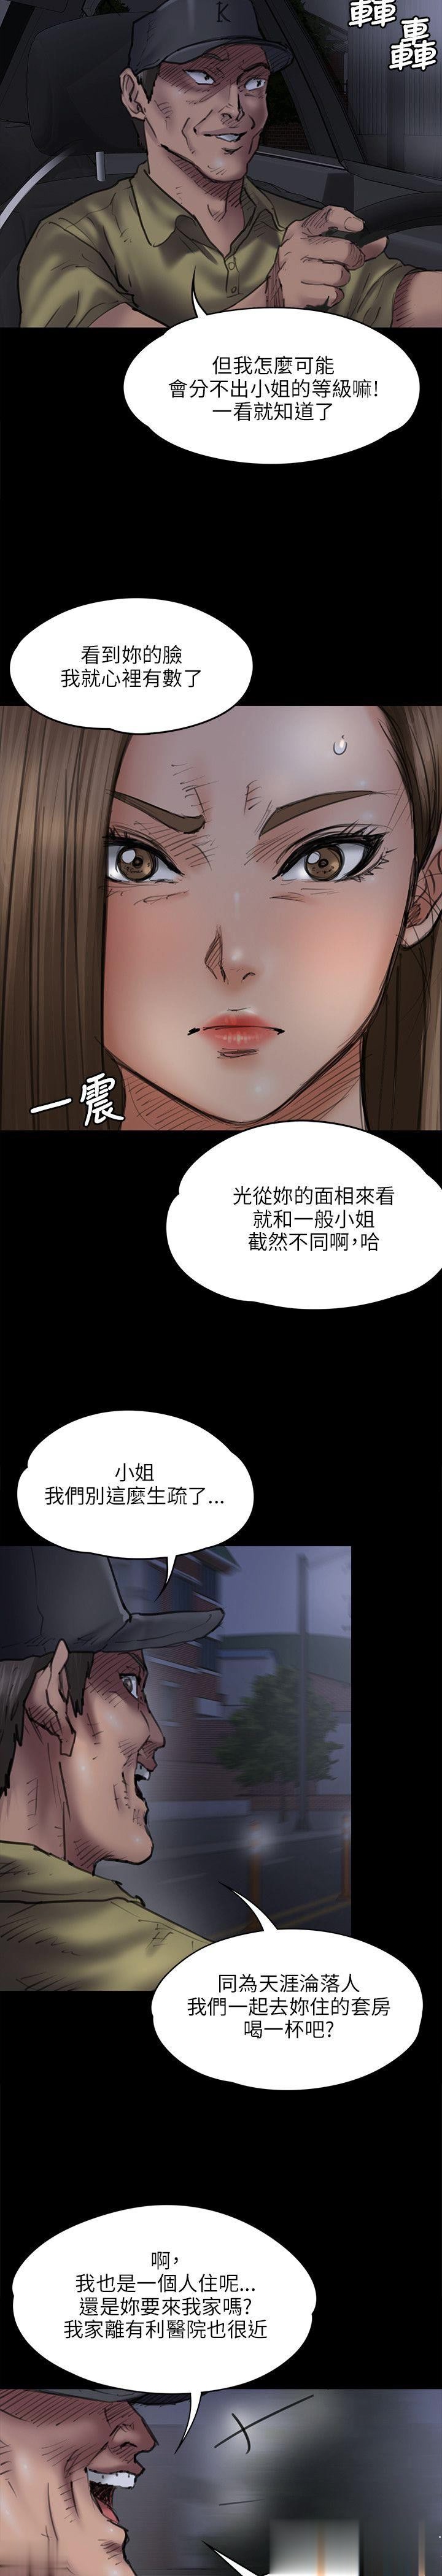 K
轟
轟
但我怎麼可能
會分不出小姐的等級嘛!
一看就知道了
看到妳的臉
我就心裡有數了
一震
光從妳的面相來看
就和一般小姐
截然不同啊,哈
小姐
我們別這麼生疏了...
同為天涯淪落人
我們一起去妳住的套房
喝一杯吧?
啊,
我也是一個人住呢...
還是妳要來我家嗎?
我家離有利醫院也很近